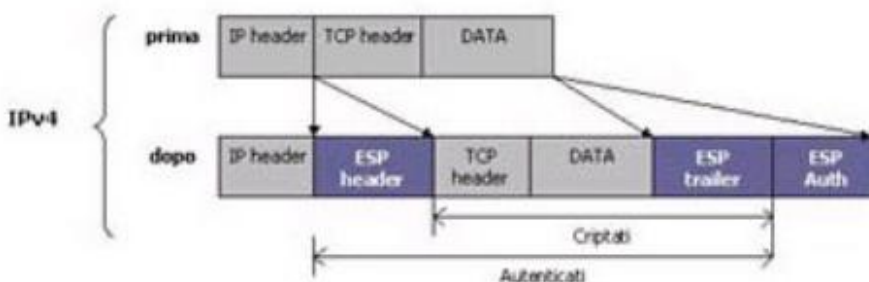 prima
IP header
TCP header
DATA
IPv4
dopo
IP header
ESP
header
TCP
header
DATA
ESP
trailer
ESP
Auth
Criptati
Autenticati